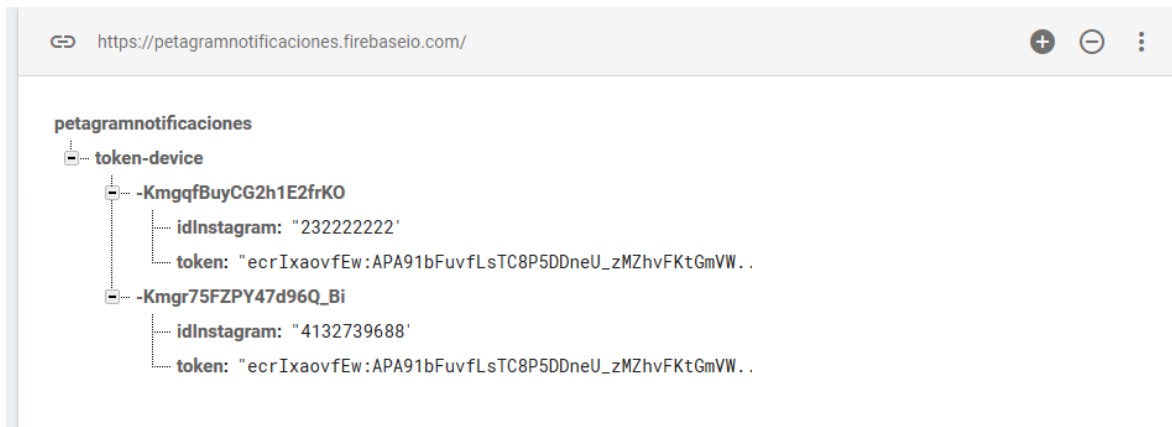 https://petagramnotificaciones.firebaseio.com/
petagramnotificaciones
token-device
-KmgqfBuyCG2h1E2frKO
idInstagram: "232222222'
token: "ecrIxaovfEw:APA91bFuvfLsTC8P5DDneU_zMZhvFKtGmVW..
-Kmgr75FZPY47d96Q_Bi
idInstagram: "4132739688'
token: "ecrIxaovfEw:APA91bFuvfLsTC8P5DDneU_zMZhvFKtGmVW..